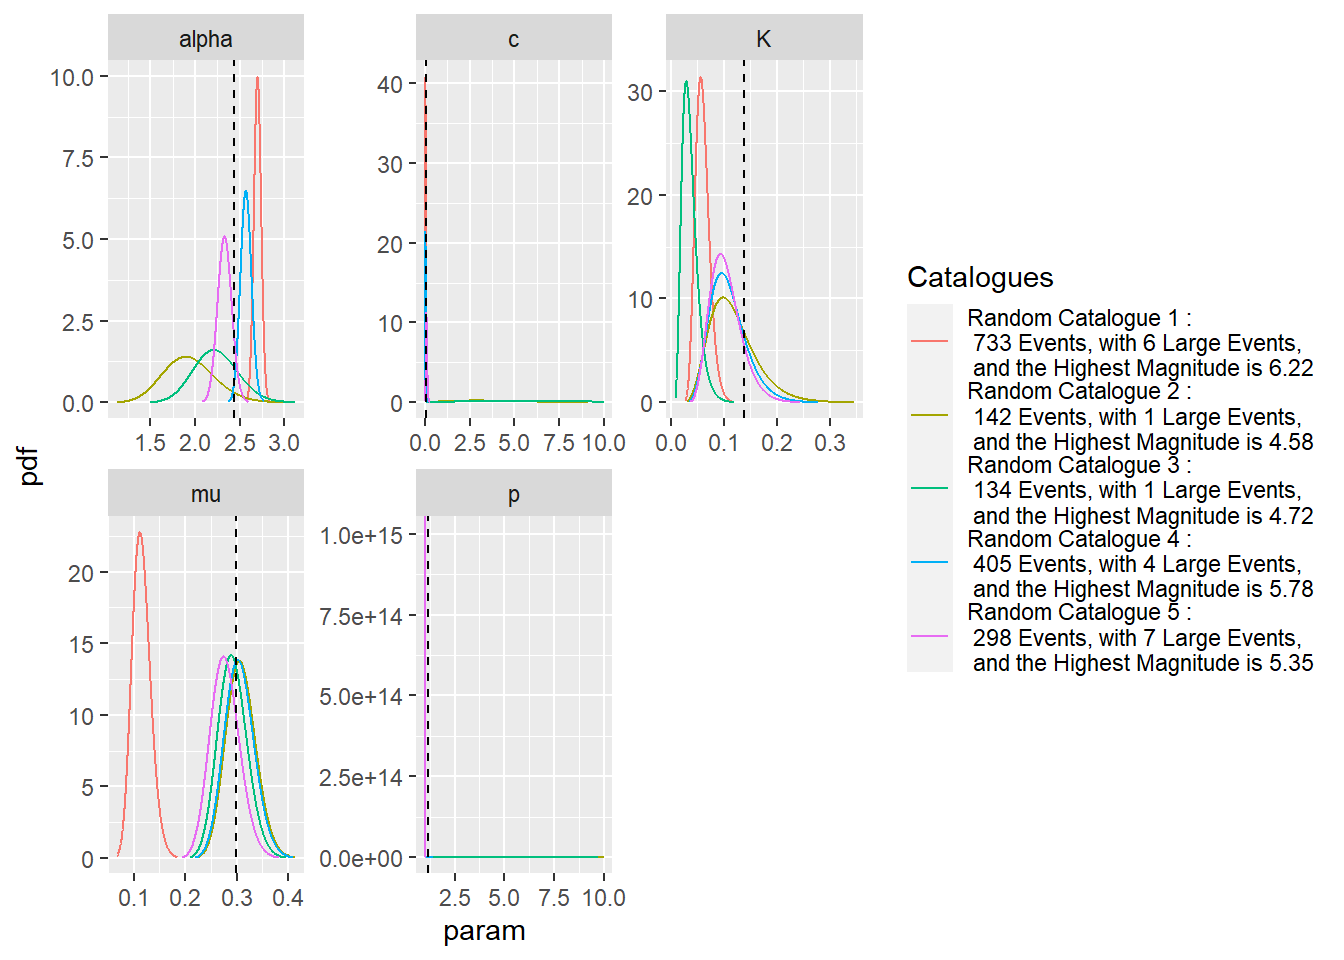 alpha
c
K
10.0
7.5
5.0
2.5
0.0
1.5 2.0 2.5 3.0
40
30
20
10
0
0.0 2.5 5.0 7.5 10.0
30
20
10
0
0.0 0.1 0.2 0.3
pdf
mu
p
20
15
10
5
0
0.1 0.2 0.3 0.4
1.0e+15
7.5e+14
5.0e+14
2.5e+14
0.0e+00
2.5 5.0 7.5 10.0
param
Catalogues
Random Catalogue 1 :
733 Events, with 6 Large Events,
and the Highest Magnitude is 6.22
Random Catalogue 2 :
142 Events, with 1 Large Events,
and the Highest Magnitude is 4.58
Random Catalogue 3 :
134 Events, with 1 Large Events,
and the Highest Magnitude is 4.72
Random Catalogue 4 :
405 Events, with 4 Large Events,
and the Highest Magnitude is 5.78
Random Catalogue 5 :
298 Events, with 7 Large Events,
and the Highest Magnitude is 5.35